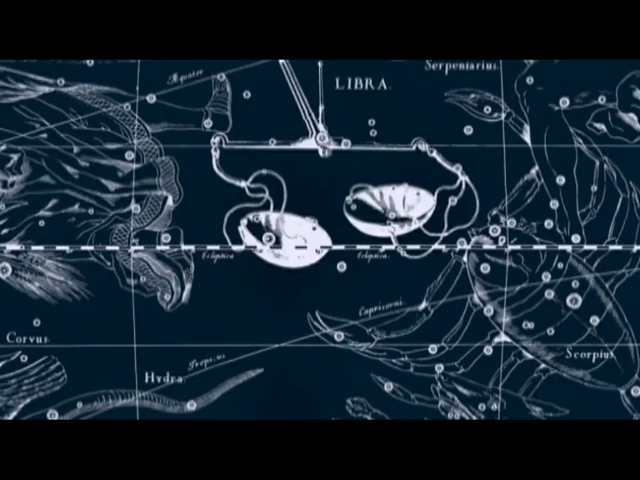 Serpentarius.
LIBRA.
Ecliptica
Ecliptica.
Capricorni.
Corvus.
Tropicus
Scorpius
Hydra.